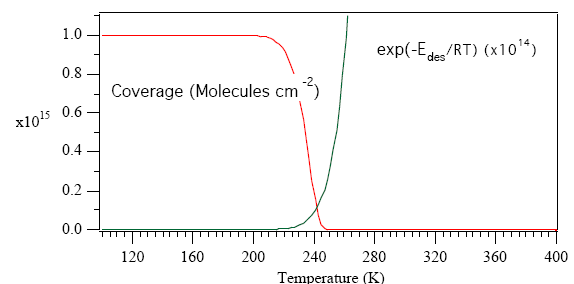 1.0
exp(-Edes/RT) (x10^14)
0.8
Coverage (Molecules cm^-2)
x10^15
0.6
0.4
0.2
0.0
120 160 200 240 280 320 360 400
Temperature (K)